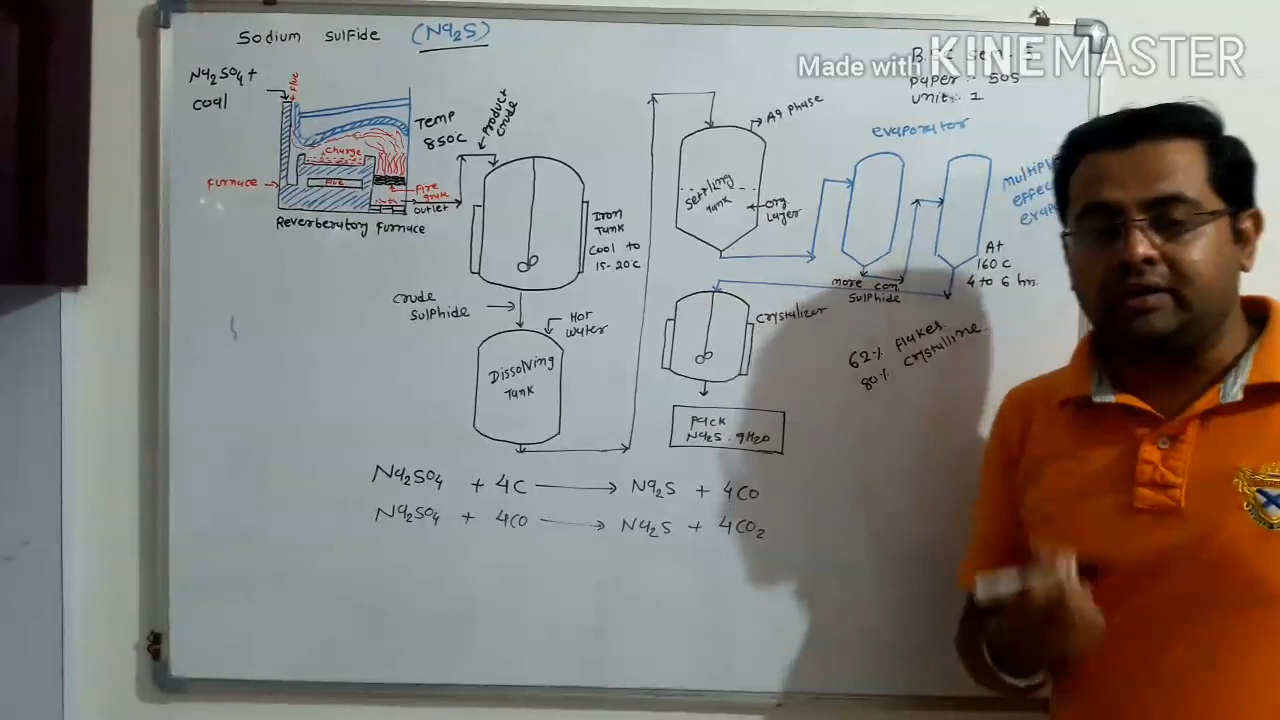 Sodium Sulfide (Na2S)
Made with KINEMASTER
paper :- 505
unit:- 1
Na2SO4 +
coal
Flue
Temp
850°C
Product
crude
charge
Flue
Furnace
Fire
grate
outlet
Reverberatory Furnace
Iron
Tank
cool to
15-20°C
crude
sulphide
Hot
water
Dissolving
Tank
Aq phase
settling
Tank
org
Layer
evaporator
effect
At
160°C
4 to 6 hrs.
more con.
sulphide
crystalizer
62% flakes
80% crystalline
pack
Na2S . 9H2O
Na2SO4 + 4C ⟶ Na2S + 4CO
Na2SO4 + 4CO ⟶ Na2S + 4CO2